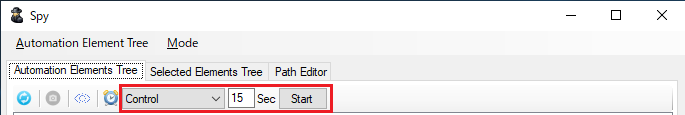 Spy
Automation Element Tree Mode
Automation Elements Tree Selected Elements Tree Path Editor
Control 15 Sec Start